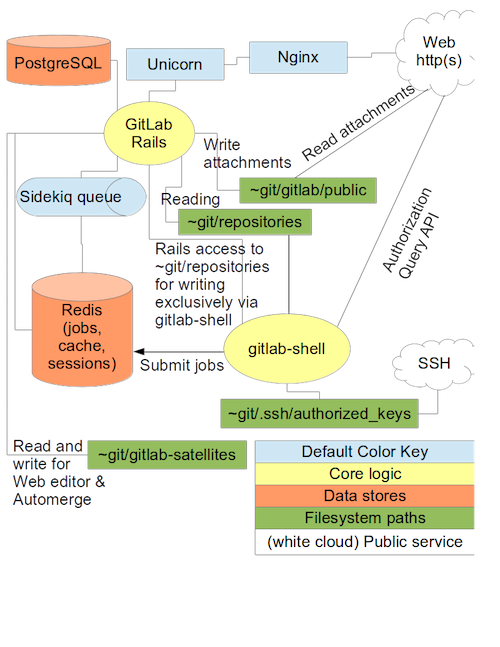 PostgreSQL
Unicorn
Nginx
Web
http(s)
GitLab
Rails
Write
attachments
Read attachments
~git/gitlab/public
Sidekiq queue
Reading
~git/repositories
Authorization
Query API
Rails access to
~git/repositories
for writing
exclusively via
gitlab-shell
Redis
(jobs,
cache,
sessions)
Submit jobs
gitlab-shell
SSH
~git/.ssh/authorized_keys
Read and
write for
Web editor &
Automerge
~git/gitlab-satellites
Default Color Key
Core logic
Data stores
Filesystem paths
(white cloud) Public service